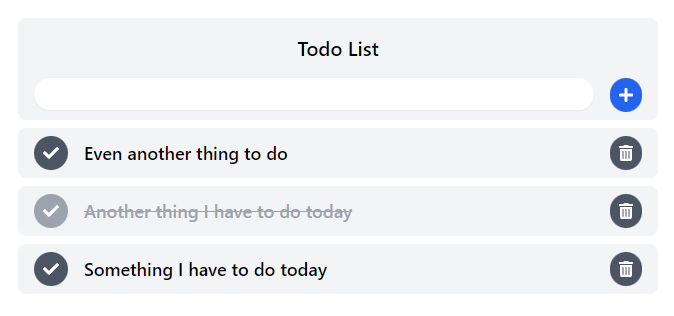 Todo List
Even another thing to do
Another thing I have to do today
Something I have to do today